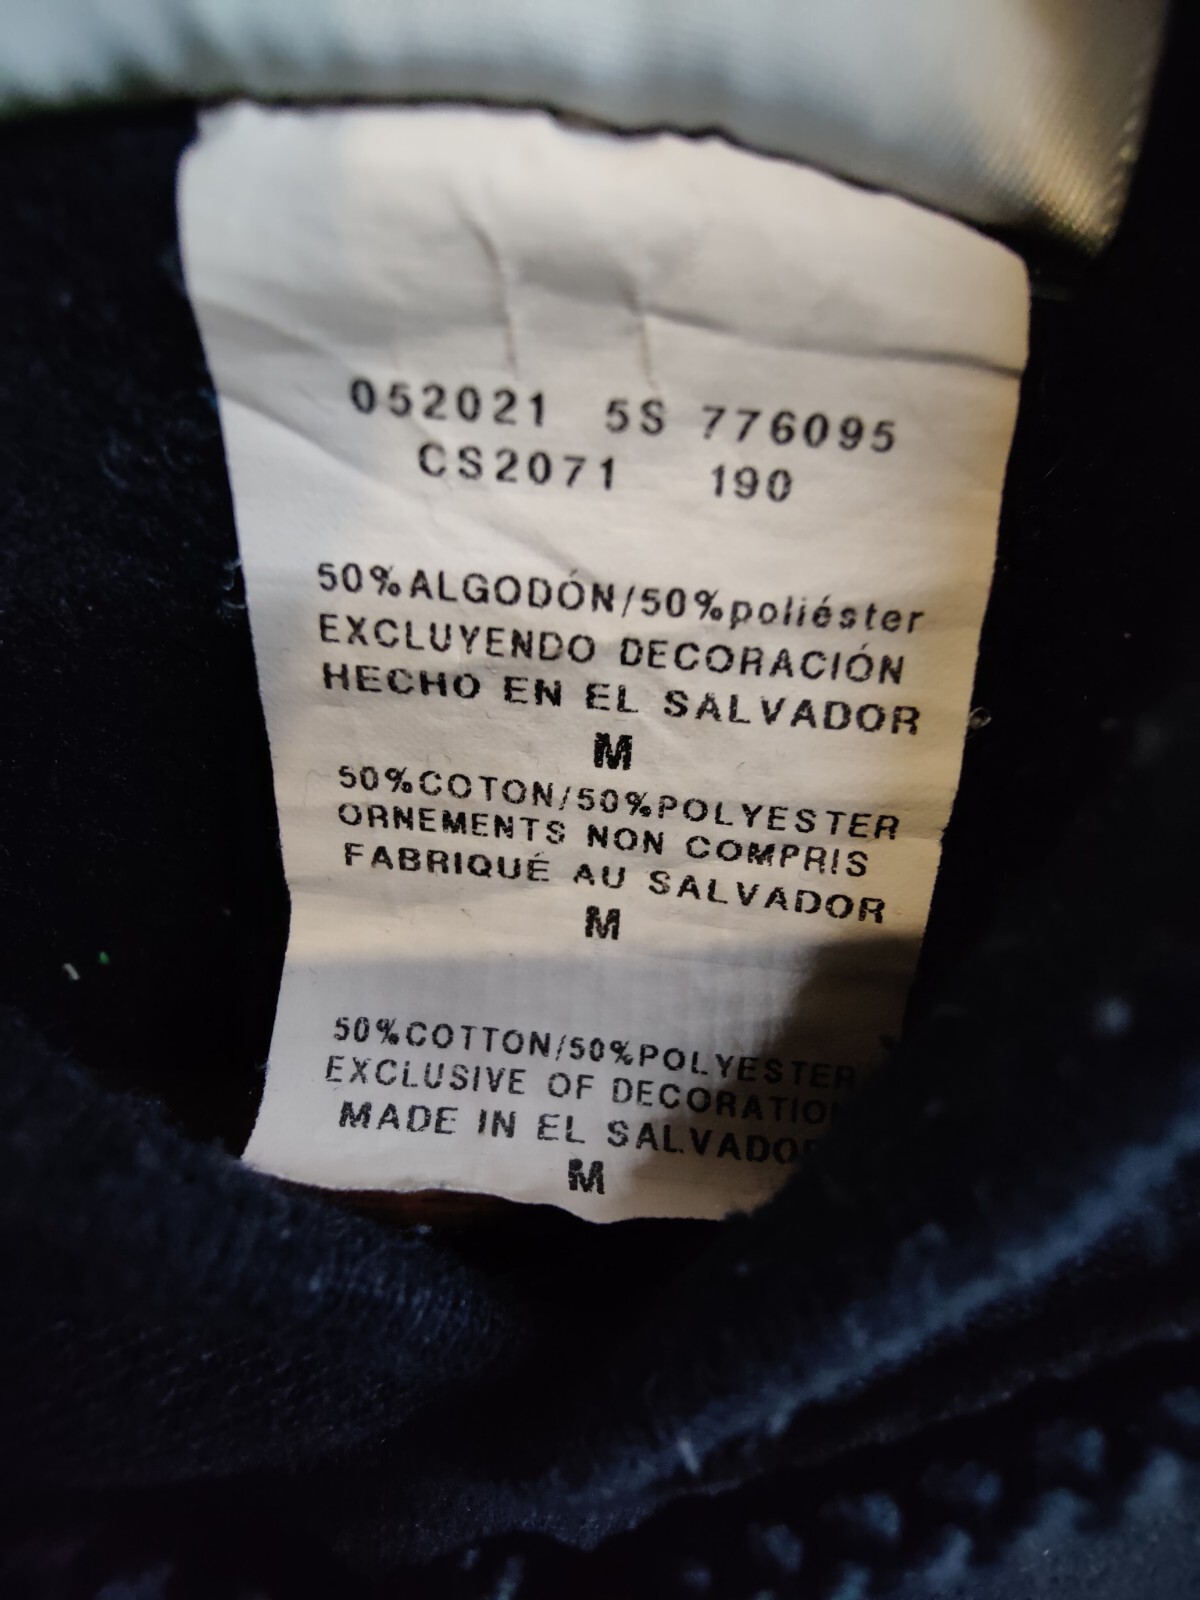 052021 5S 776095
CS2071 190
50%ALGODÓN/50%poliéster
EXCLUYENDO DECORACIÓN
HECHO EN EL SALVADOR
M
50%COTON/50%POLYESTER
ORNEMENTS NON COMPRIS
FABRIQUÉ AU SALVADOR
M
50%COTTON/50%POLYESTER
EXCLUSIVE OF DECORATION
MADE IN EL SALVADOR
M